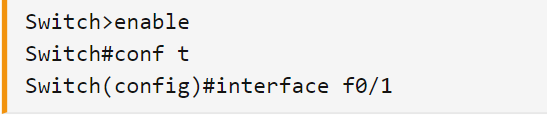 Switch>enable
Switch#conf t
Switch(config)#interface f0/1